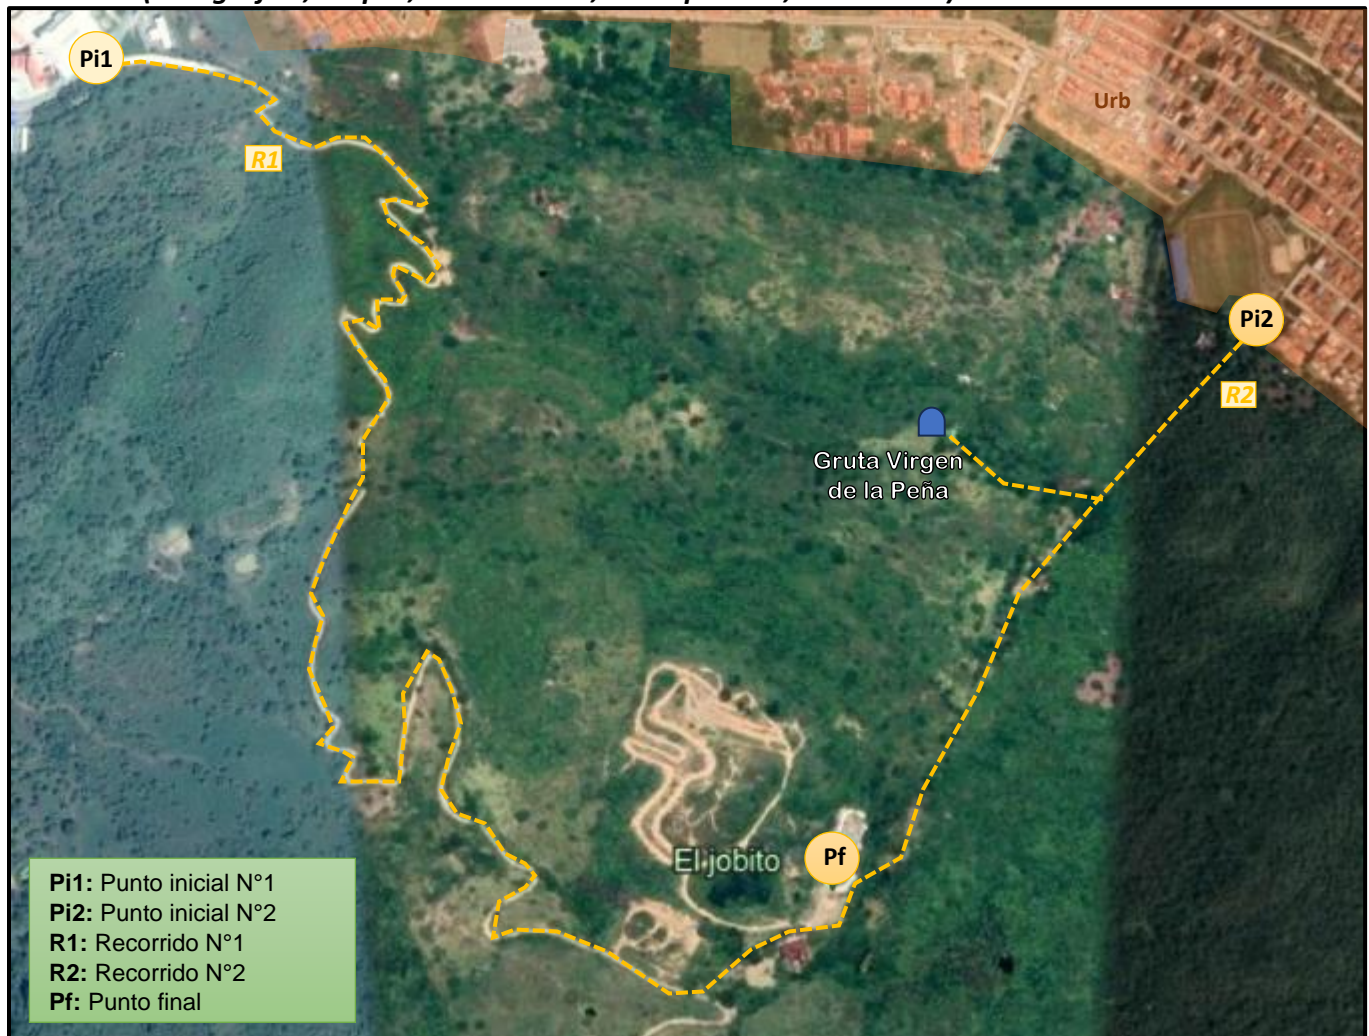 Pi1
Urb
R1
Pi2
R2
Gruta Virgen
de la Peña
El jobito
Pf
Pi1: Punto inicial N°1
Pi2: Punto inicial N°2
R1: Recorrido N°1
R2: Recorrido N°2
Pf: Punto final